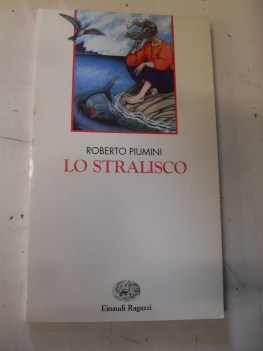 ROBERTO PIUMINI
LO STRALISCO
Einaudi Ragazzi